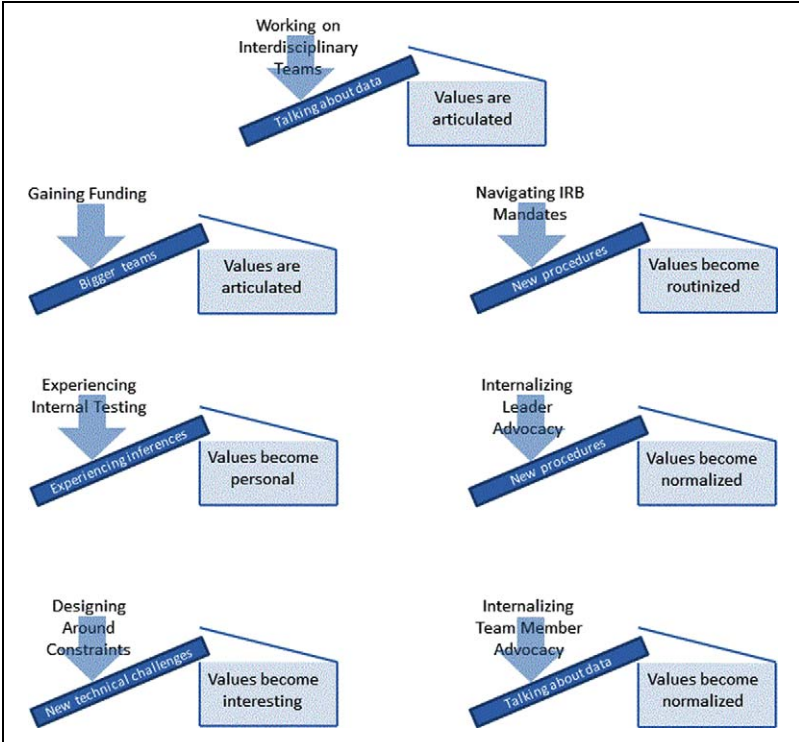 Working on
Interdisciplinary
Teams
Talking about data
Values are
articulated
Gaining Funding
Bigger teams
Values are
articulated
Navigating IRB
Mandates
New procedures
Values become
routinized
Experiencing
Internal Testing
Experiencing inferences
Values become
personal
Internalizing
Leader
Advocacy
New procedures
Values become
normalized
Designing
Around
Constraints
New technical challenges
Values become
interesting
Internalizing
Team Member
Advocacy
Talking about data
Values become
normalized